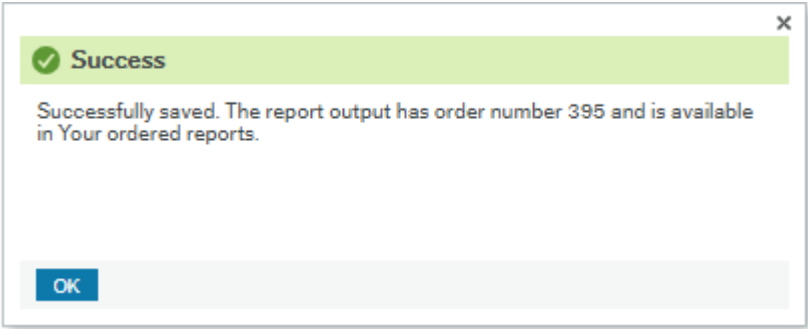 Success
Successfully saved. The report output has order number 395 and is available
in Your ordered reports.
OK